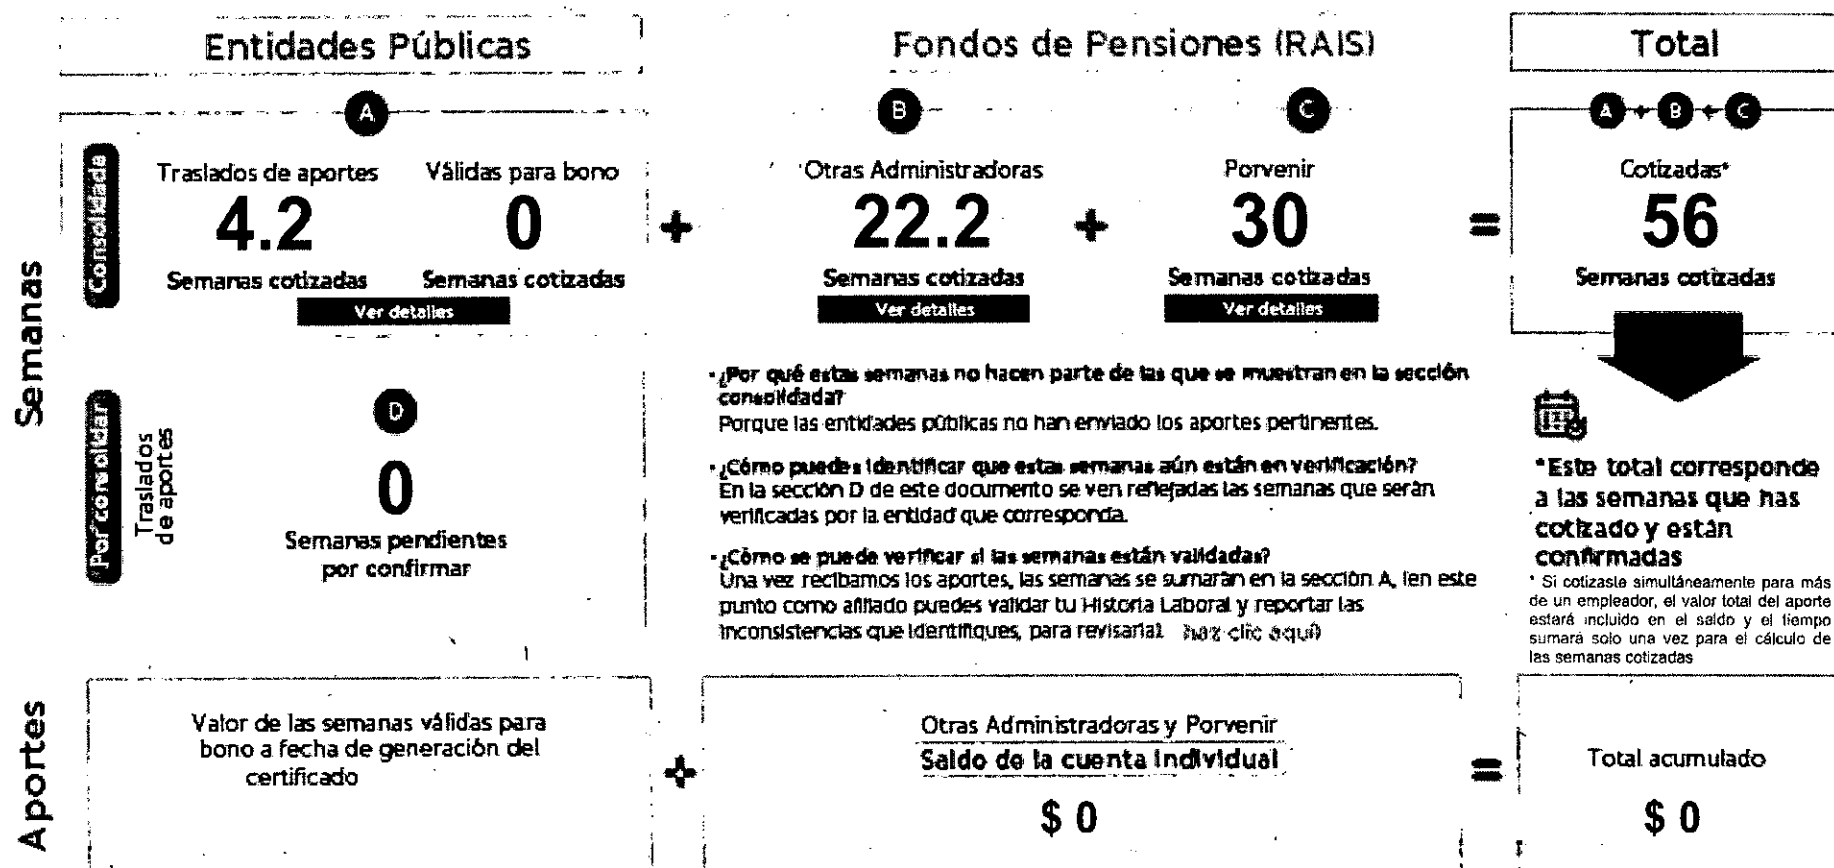 Entidades Públicas
Fondos de Pensiones (RAIS)
Total
A
B
C
A + B + C
Semanas
Consolidada
Traslados de aportes
4.2
Semanas cotizadas
Válidas para bono
0
Semanas cotizadas
Ver detalles
+
Otras Administradoras
22.2
Semanas cotizadas
Ver detalles
+
Porvenir
30
Semanas cotizadas
Ver detalles
=
Cotizadas*
56
Semanas cotizadas
Por consolidar
Traslados
de aportes
D
0
Semanas pendientes
por confirmar
• ¿Por qué estas semanas no hacen parte de las que se muestran en la sección
consolidada?
Porque las entidades públicas no han enviado los aportes pertinentes.
• ¿Cómo puedes identificar que estas semanas aún están en verificación?
En la sección D de este documento se ven reflejadas las semanas que serán
verificadas por la entidad que corresponda.
• ¿Cómo se puede verificar si las semanas están validadas?
Una vez recibamos los aportes, las semanas se sumarán en la sección A, (en este
punto como afiliado puedes validar tu Historia Laboral y reportar las
inconsistencias que identifiques, para revisarla. haz clic aquí)
*Este total corresponde
a las semanas que has
cotizado y están
confirmadas
* Si cotizaste simultáneamente para más
de un empleador, el valor total del aporte
estará incluido en el saldo y el tiempo
sumará solo una vez para el cálculo de
las semanas cotizadas
Aportes
Valor de las semanas válidas para
bono a fecha de generación del
certificado
+
Otras Administradoras y Porvenir
Saldo de la cuenta individual
$ 0
=
Total acumulado
$ 0